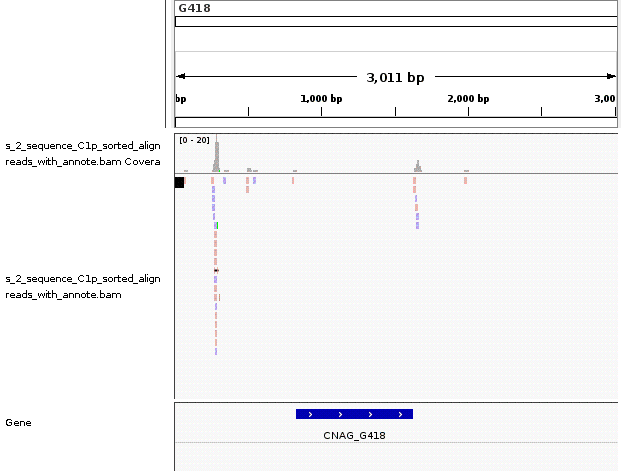 G418
3,011 bp
bp
1,000 bp
2,000 bp
3,00
s_2_sequence_C1p_sorted_align
reads_with_annote.bam Covera
[0 - 20]
s_2_sequence_C1p_sorted_align
reads_with_annote.bam
Gene
CNAG_G418